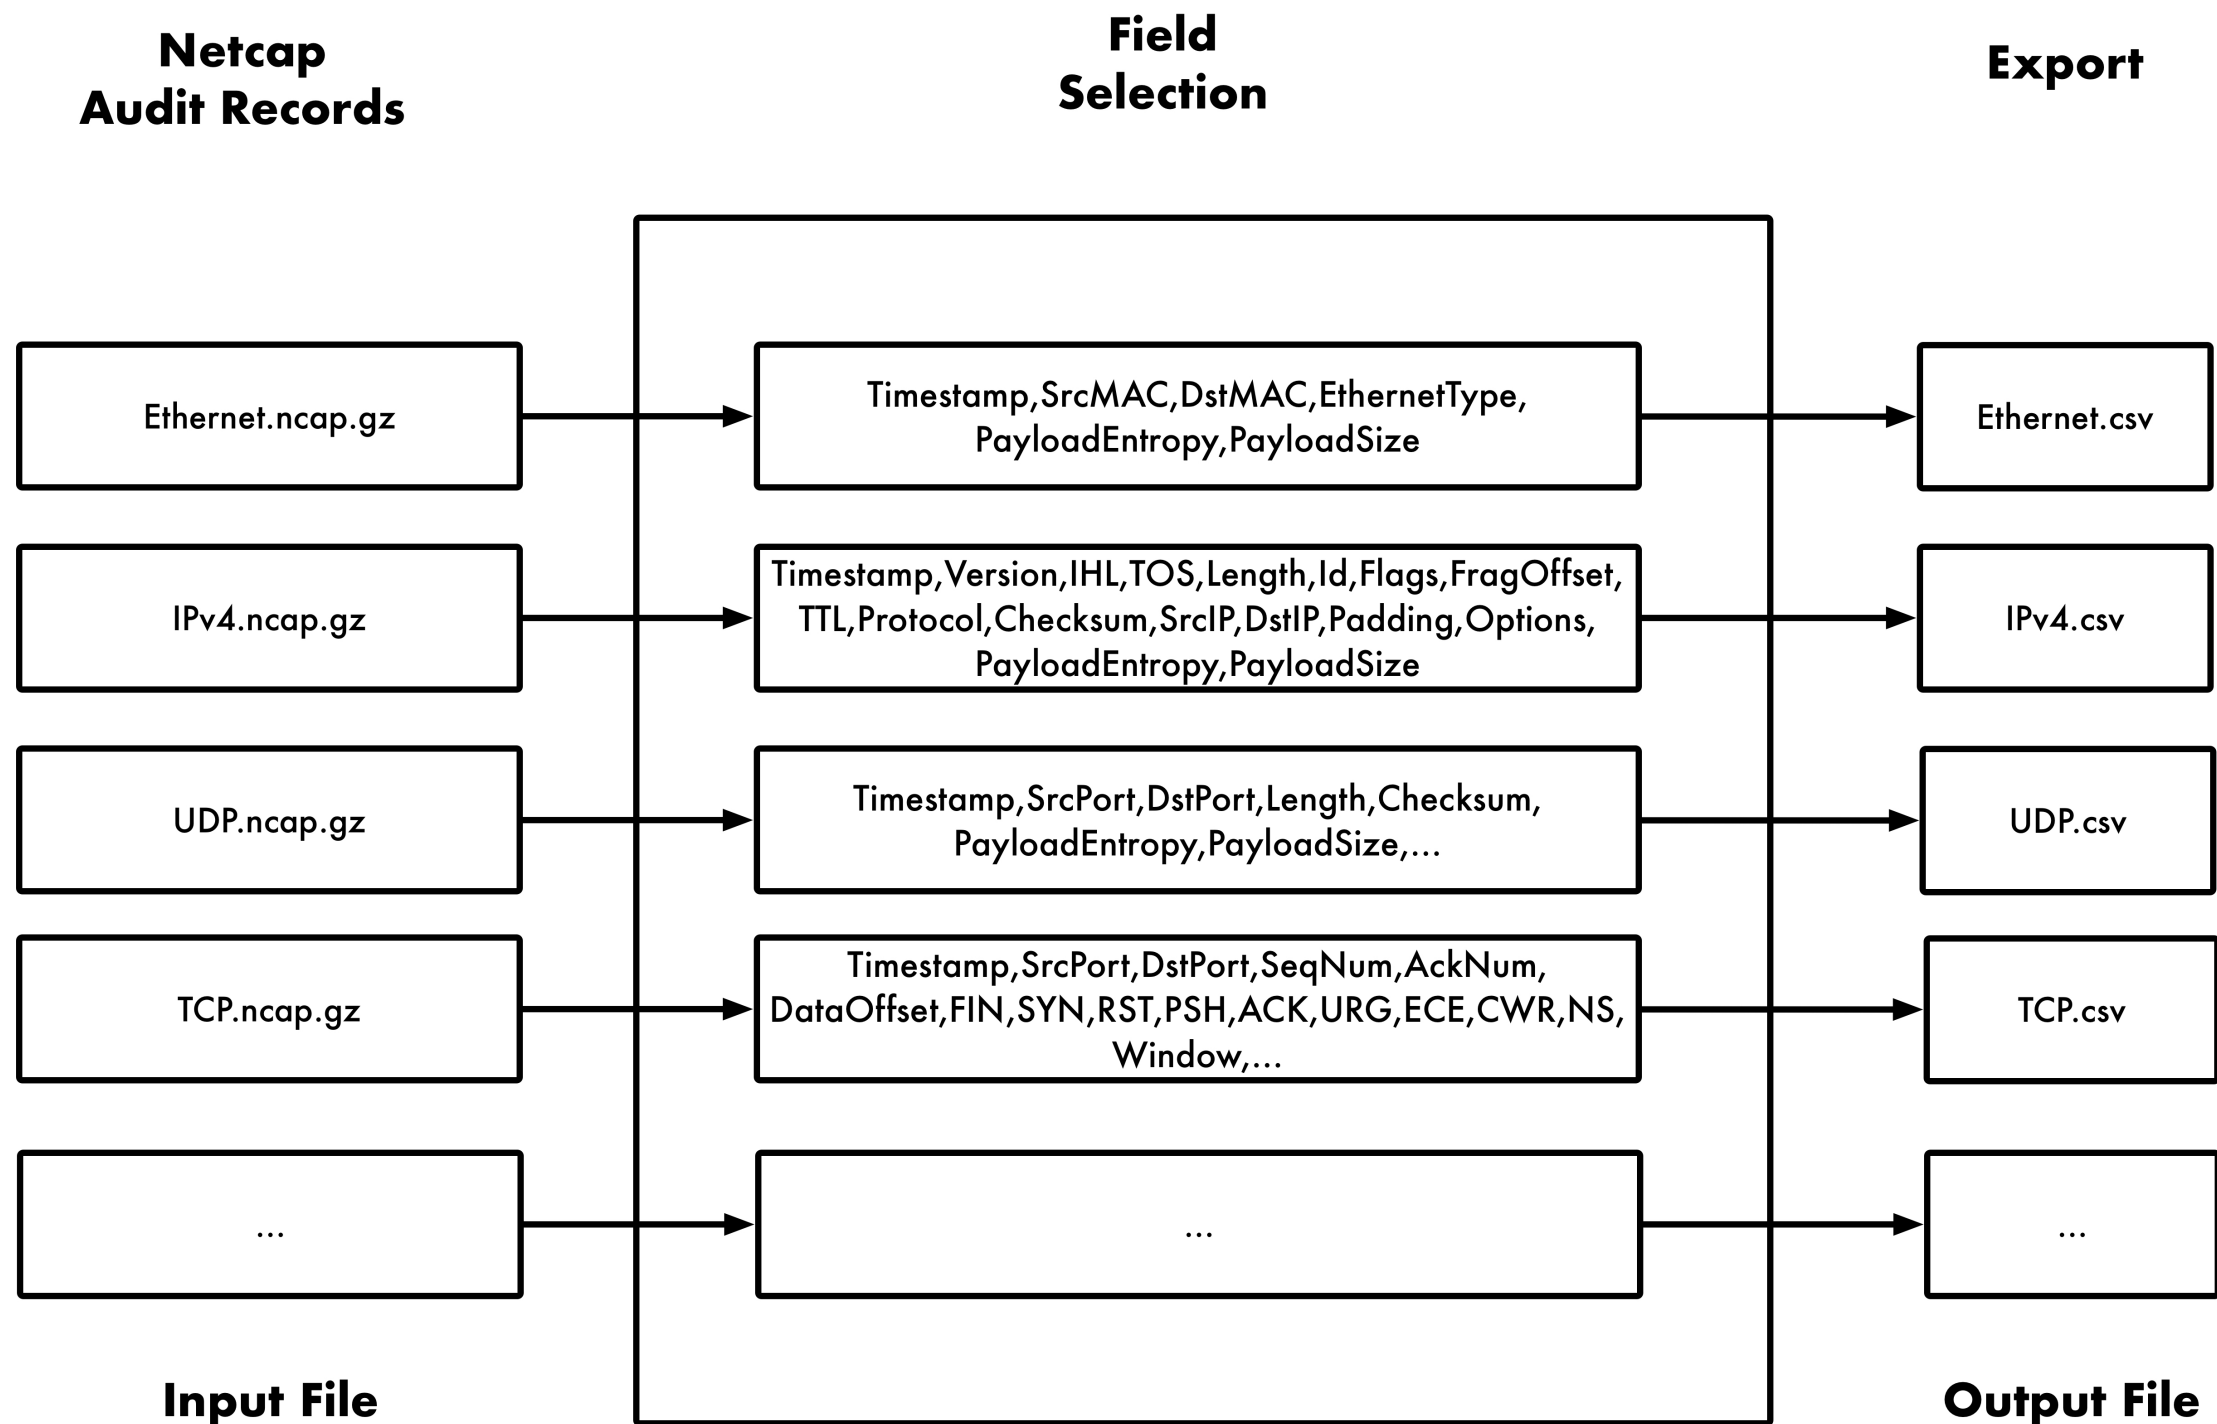 Netcap
Audit Records
Field
Selection
Export
Ethernet.ncap.gz
Timestamp,SrcMAC,DstMAC,EthernetType,
PayloadEntropy,PayloadSize
Ethernet.csv
IPv4.ncap.gz
Timestamp,Version,IHL,TOS,Length,Id,Flags,FragOffset,
TTL,Protocol,Checksum,SrcIP,DstIP,Padding,Options,
PayloadEntropy,PayloadSize
IPv4.csv
UDP.ncap.gz
Timestamp,SrcPort,DstPort,Length,Checksum,
PayloadEntropy,PayloadSize,...
UDP.csv
TCP.ncap.gz
Timestamp,SrcPort,DstPort,SeqNum,AckNum,
DataOffset,FIN,SYN,RST,PSH,ACK,URG,ECE,CWR,NS,
Window,...
TCP.csv
...
...
...
Input File
Output File